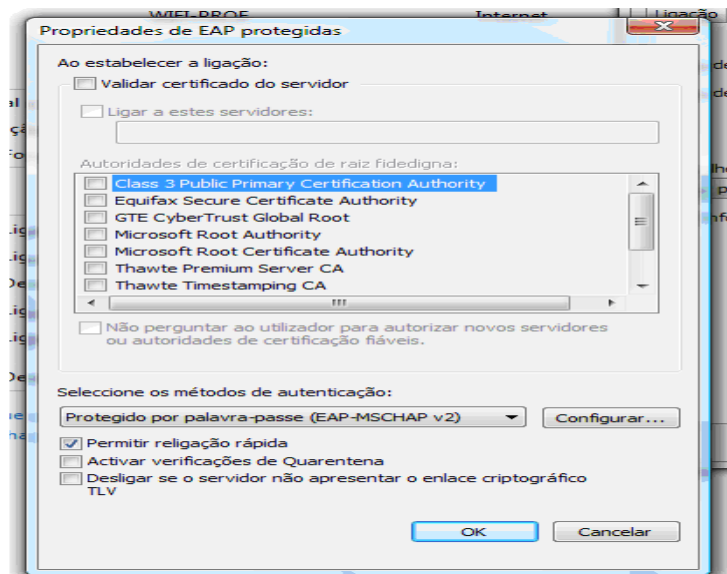 WIFI-PROF Internet Ligação
Propriedades de EAP protegidas
Ao estabelecer a ligação:
Validar certificado do servidor
Ligar a estes servidores:
Autoridades de certificação de raiz fidedigna:
Class 3 Public Primary Certification Authority
Equifax Secure Certificate Authority
GTE CyberTrust Global Root
Microsoft Root Authority
Microsoft Root Certificate Authority
Thawte Premium Server CA
Thawte Timestamping CA
Não perguntar ao utilizador para autorizar novos servidores
ou autoridades de certificação fiáveis.
Seleccione os métodos de autenticação:
Protegido por palavra-passe (EAP-MSCHAP v2) Configurar...
Permitir religação rápida
Activar verificações de Quarentena
Desligar se o servidor não apresentar o enlace criptográfico
TLV
OK Cancelar